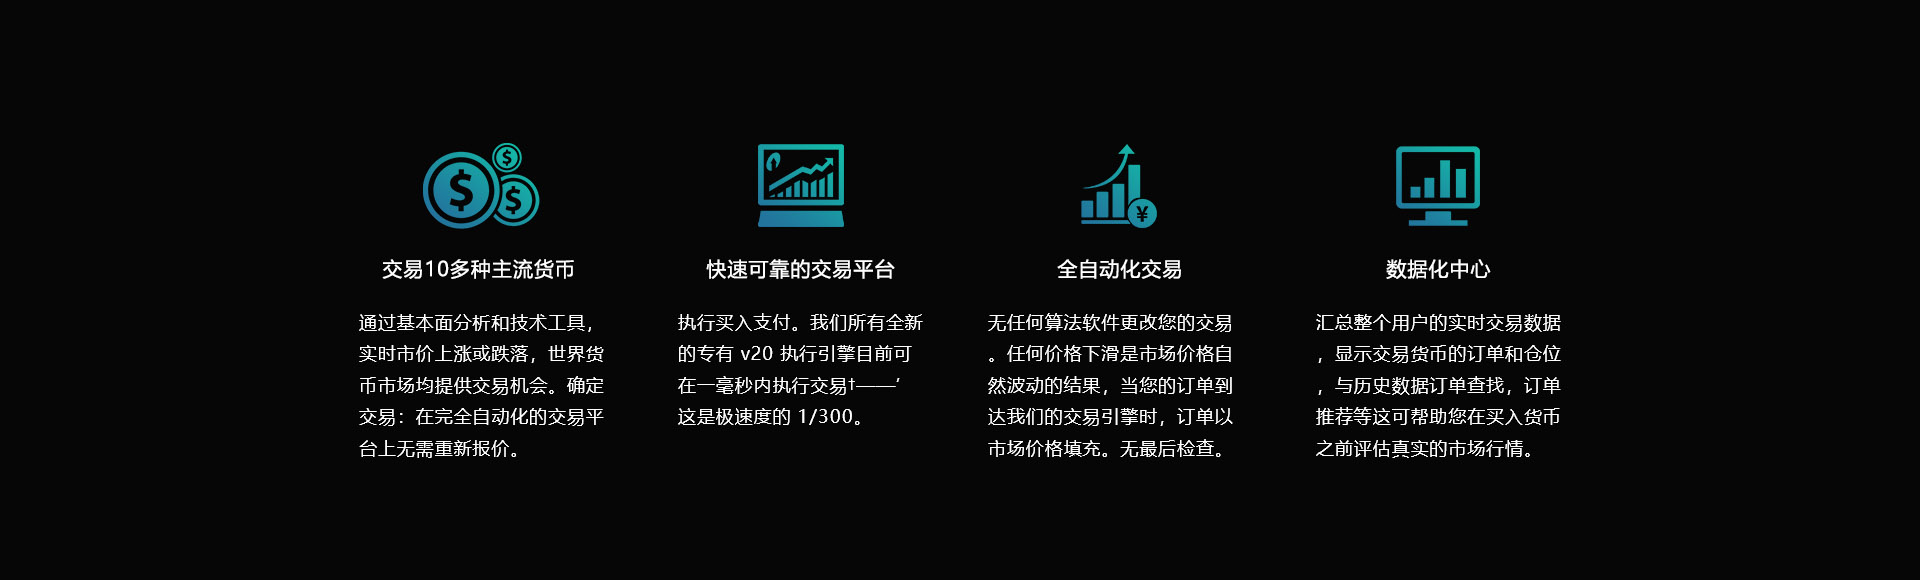 交易10多种主流货币
通过基本面分析和技术工具，
实时市价上涨或跌落，世界货
币市场均提供交易机会。确定
交易：在完全自动化的交易平
台上无需重新报价。
快速可靠的交易平台
执行买入支付。我们所有全新
的专有 v20 执行引擎目前可
在一毫秒内执行交易†——′
这是极速度的 1/300。
全自动化交易
无任何算法软件更改您的交易
。任何价格下滑是市场价格自
然波动的结果，当您的订单到
达我们的交易引擎时，订单以
市场价格填充。无最后检查。
数据化中心
汇总整个用户的实时交易数据
，显示交易货币的订单和仓位
，与历史数据订单查找，订单
推荐等这可帮助您在买入货币
之前评估真实的市场行情。